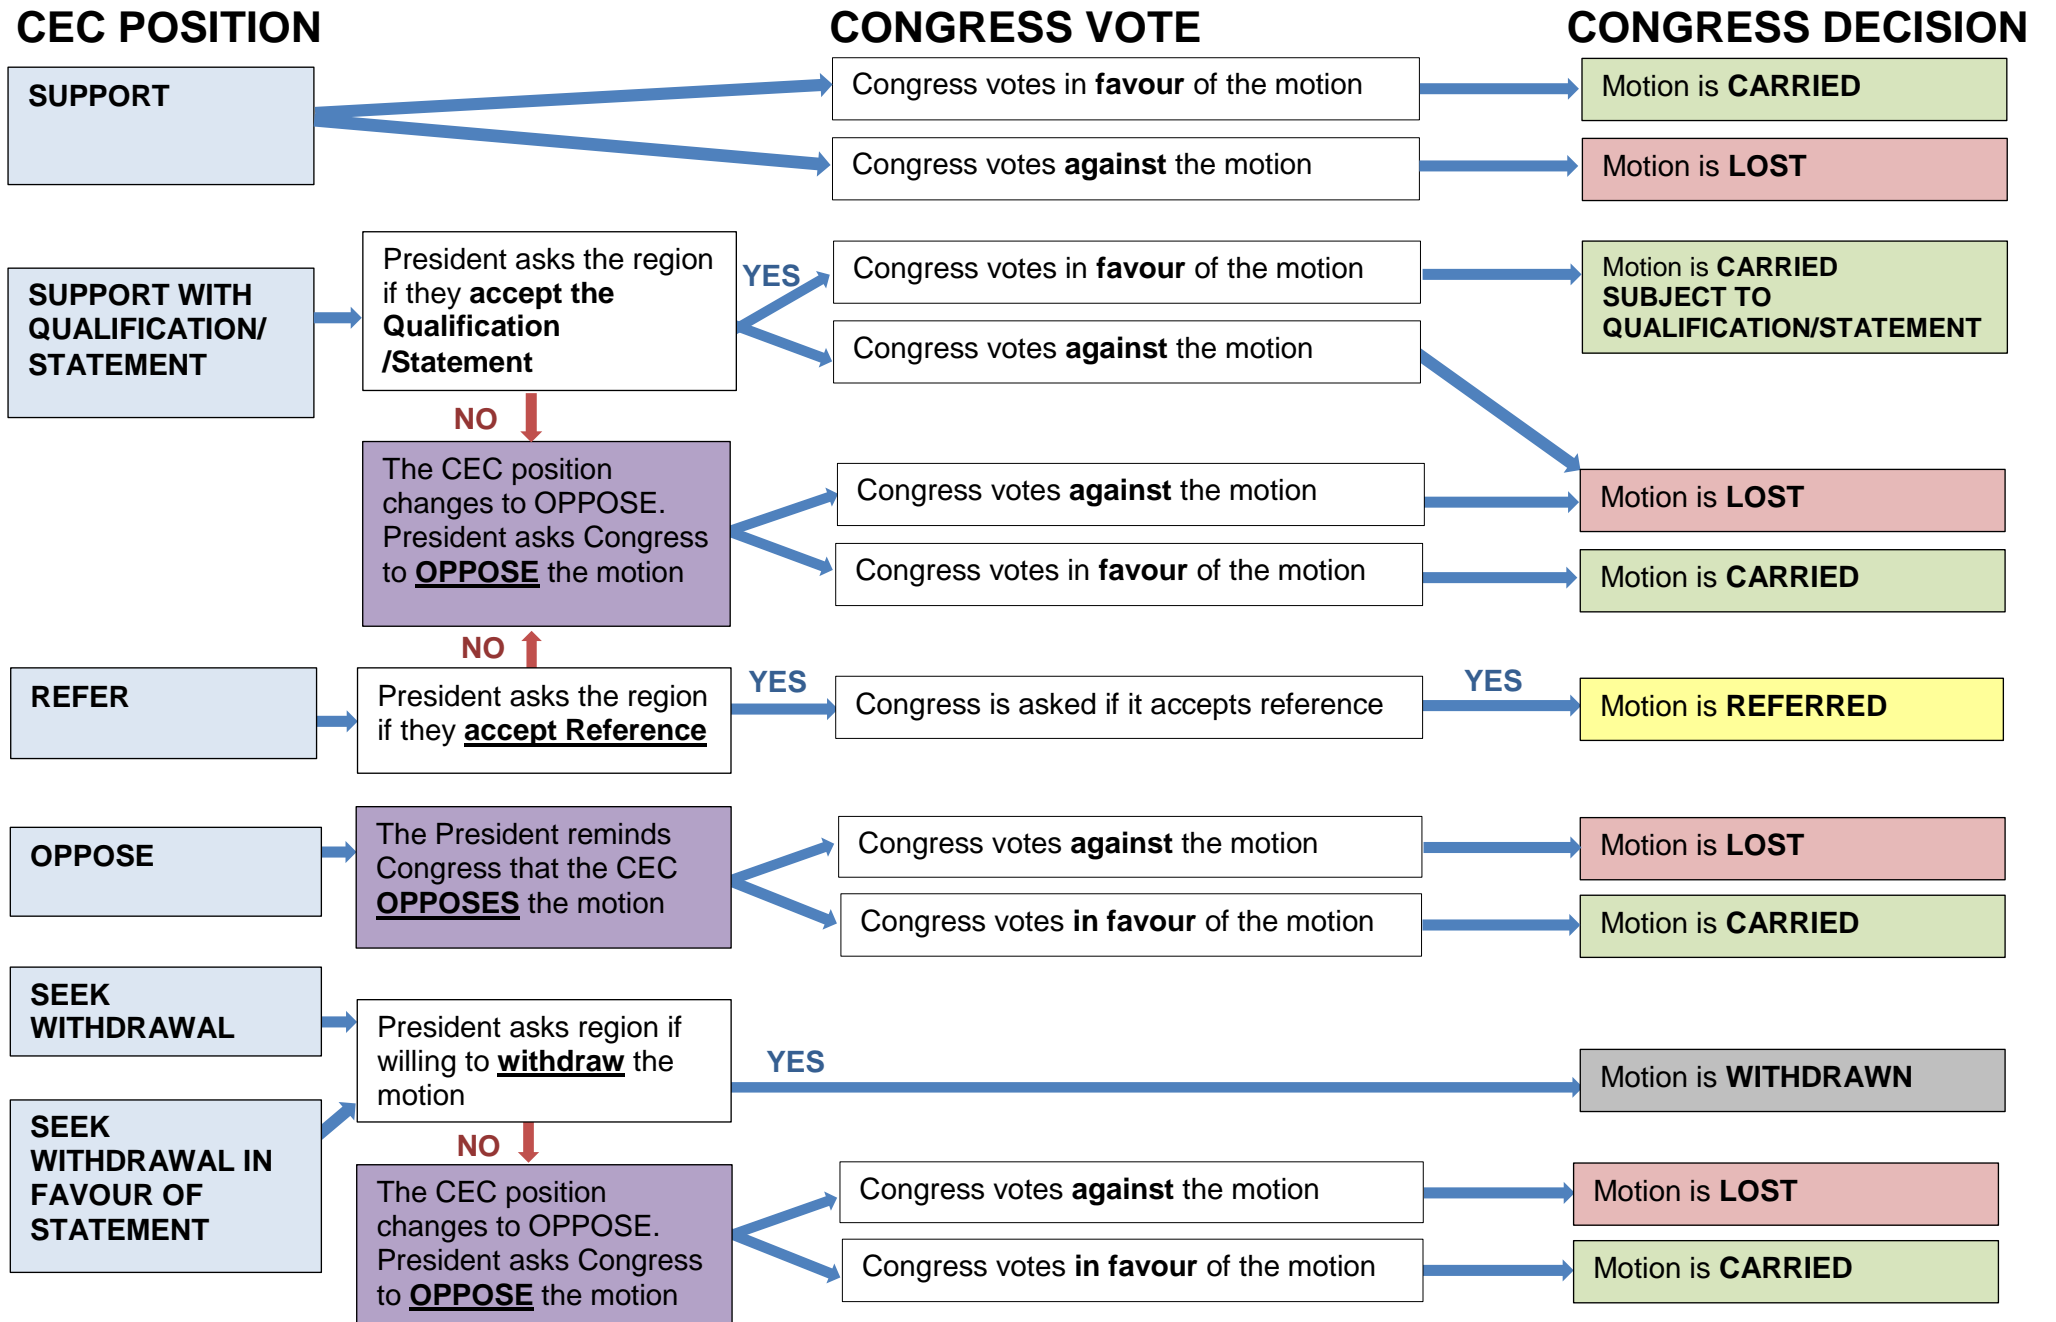 CEC POSITION
CONGRESS VOTE
CONGRESS DECISION
SUPPORT
Congress votes in favour of the motion
Motion is CARRIED
Congress votes against the motion
Motion is LOST
SUPPORT WITH
QUALIFICATION/
STATEMENT
President asks the region
if they accept the
Qualification
/Statement
YES
Congress votes in favour of the motion
Motion is CARRIED
SUBJECT TO
QUALIFICATION/STATEMENT
Congress votes against the motion
NO
The CEC position
changes to OPPOSE.
President asks Congress
to OPPOSE the motion
Congress votes against the motion
Motion is LOST
Congress votes in favour of the motion
Motion is CARRIED
NO
REFER
President asks the region
if they accept Reference
YES
Congress is asked if it accepts reference
YES
Motion is REFERRED
OPPOSE
The President reminds
Congress that the CEC
OPPOSES the motion
Congress votes against the motion
Motion is LOST
Congress votes in favour of the motion
Motion is CARRIED
SEEK
WITHDRAWAL
President asks region if
willing to withdraw the
motion
YES
Motion is WITHDRAWN
SEEK
WITHDRAWAL IN
FAVOUR OF
STATEMENT
NO
The CEC position
changes to OPPOSE.
President asks Congress
to OPPOSE the motion
Congress votes against the motion
Motion is LOST
Congress votes in favour of the motion
Motion is CARRIED